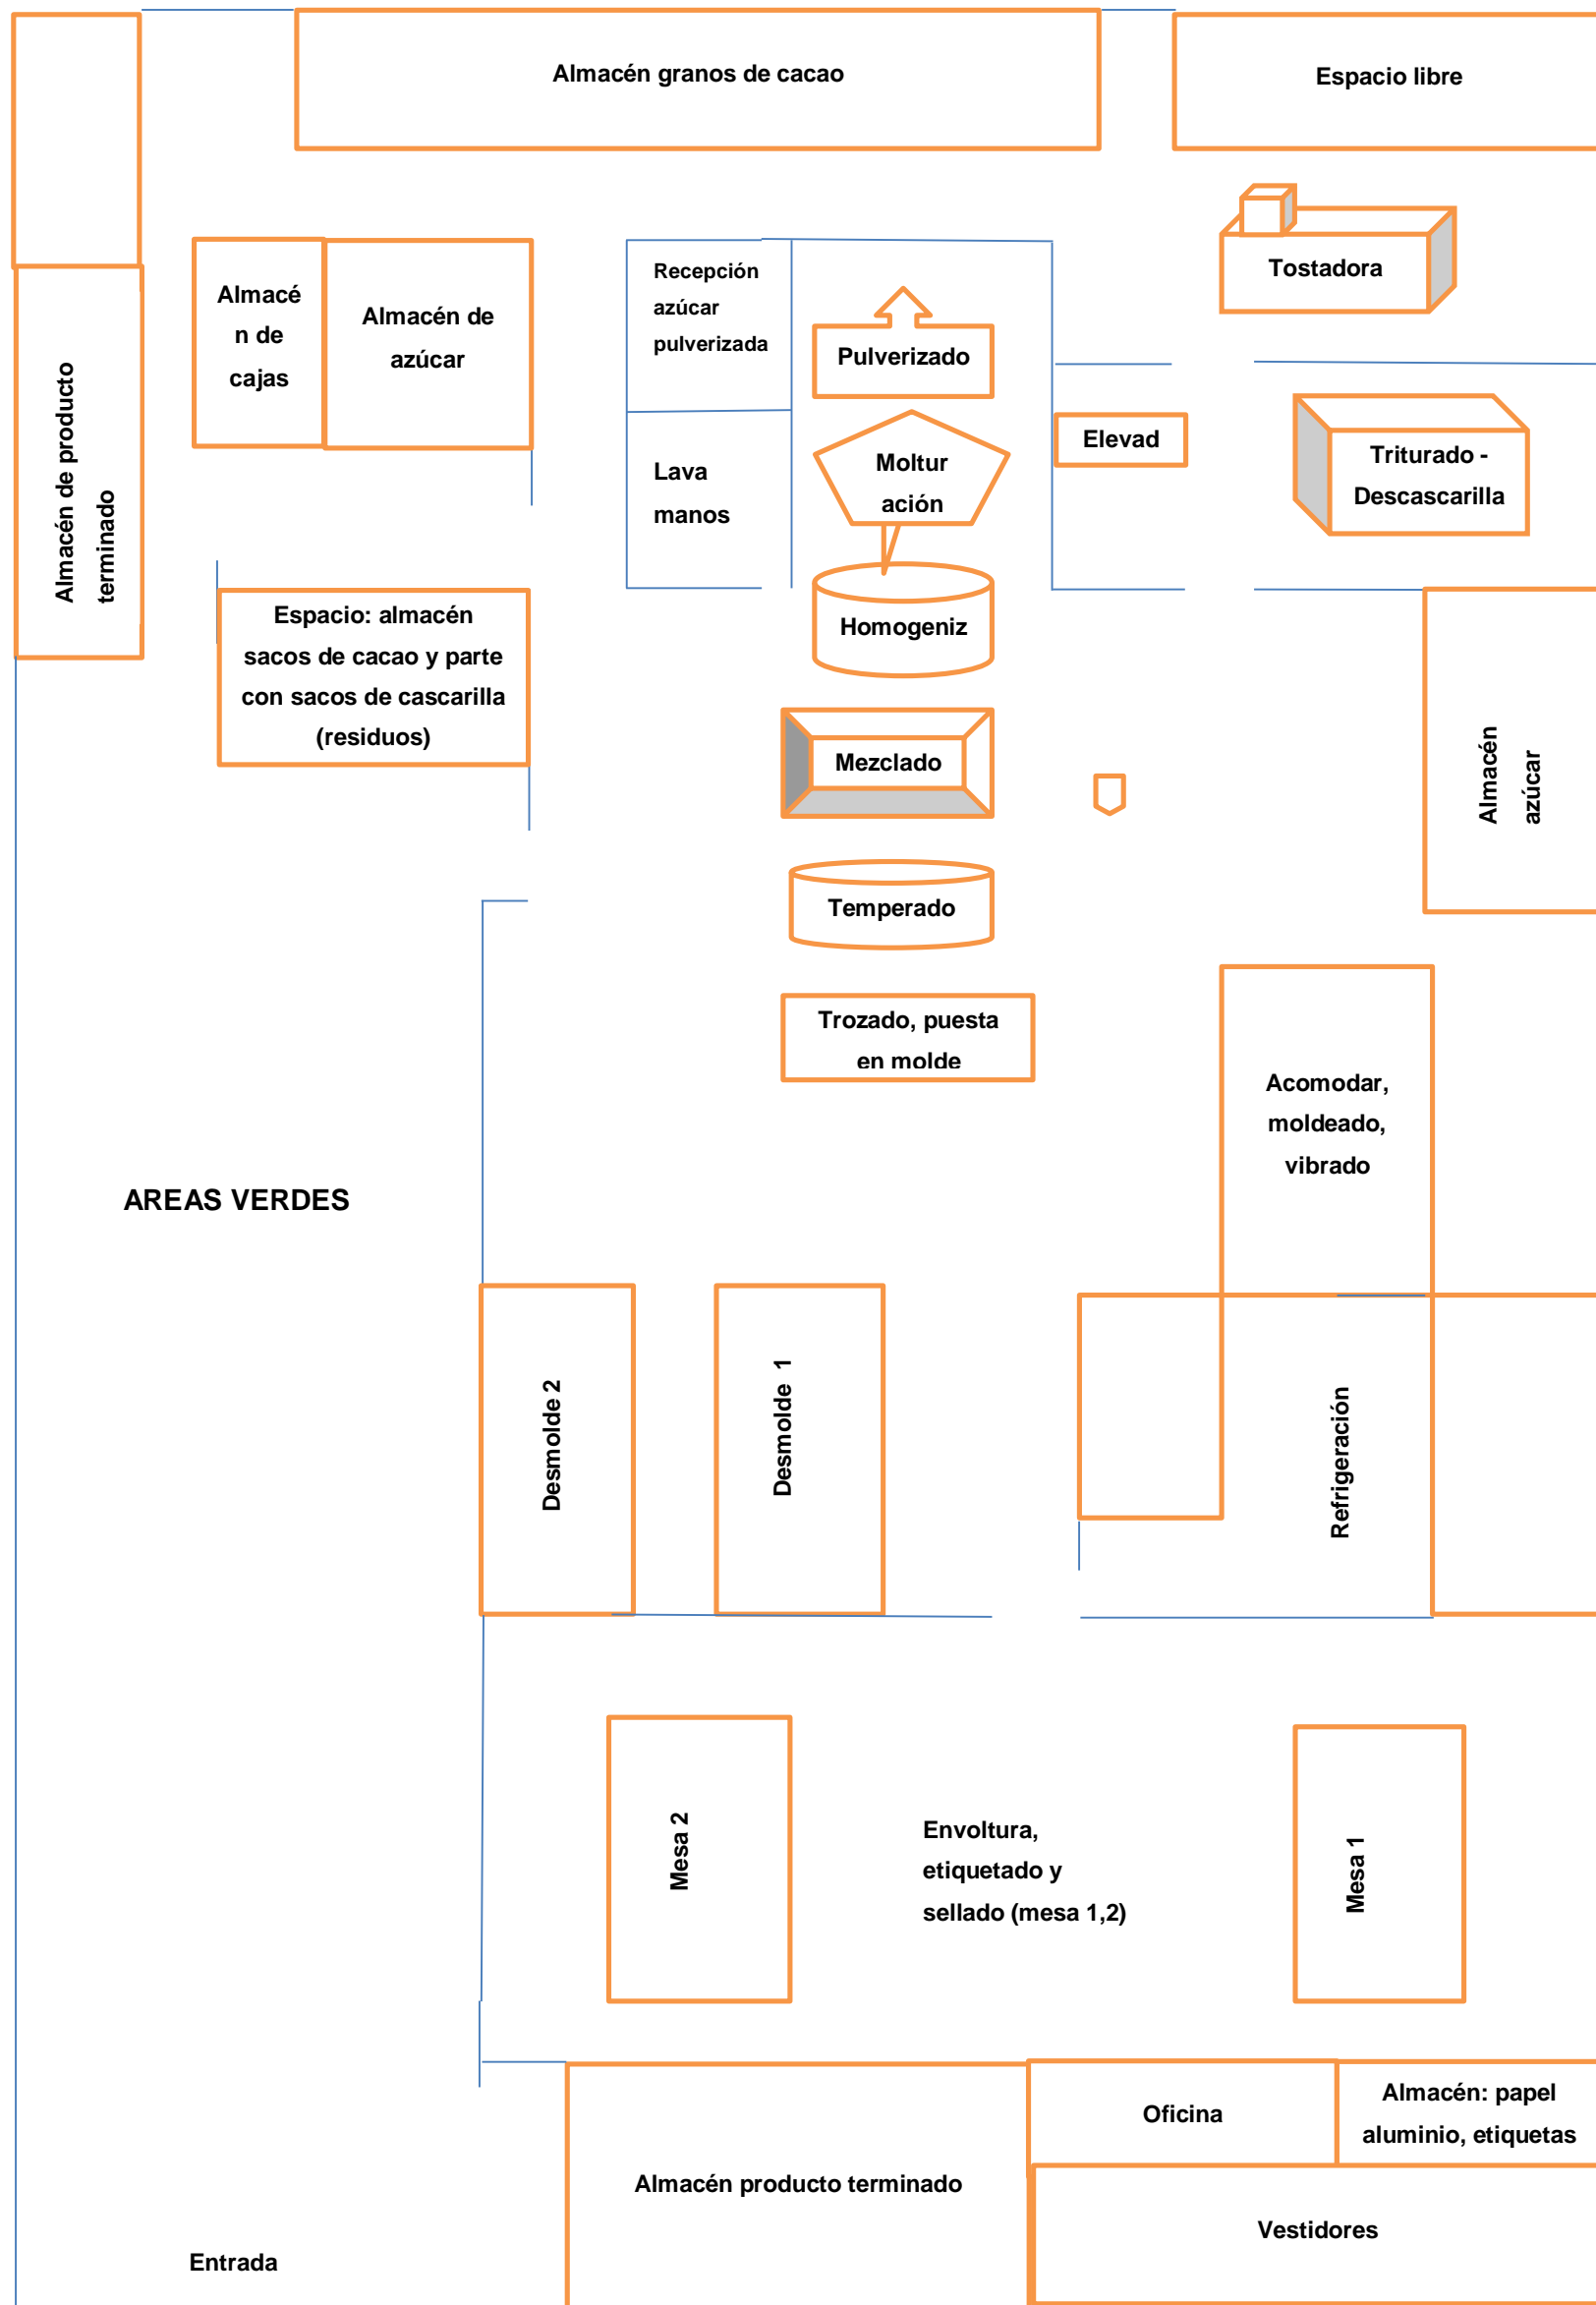 Almacén granos de cacao
Espacio libre
Tostadora
Almacé
n de
cajas
Almacén de
azúcar
Recepción
azúcar
pulverizada
Pulverizado
Almacén de producto
terminado
Elevad
Triturado -
Descascarilla
Lava
manos
Moltur
ación
Espacio: almacén
sacos de cacao y parte
con sacos de cascarilla
(residuos)
Homogeniz
Mezclado
Almacén
azúcar
Temperado
Trozado, puesta
en molde
Acomodar,
moldeado,
vibrado
AREAS VERDES
Desmolde 2
Desmolde 1
Refrigeración
Mesa 2
Envoltura,
etiquetado y
sellado (mesa 1,2)
Mesa 1
Oficina
Almacén: papel
aluminio, etiquetas
Almacén producto terminado
Vestidores
Entrada